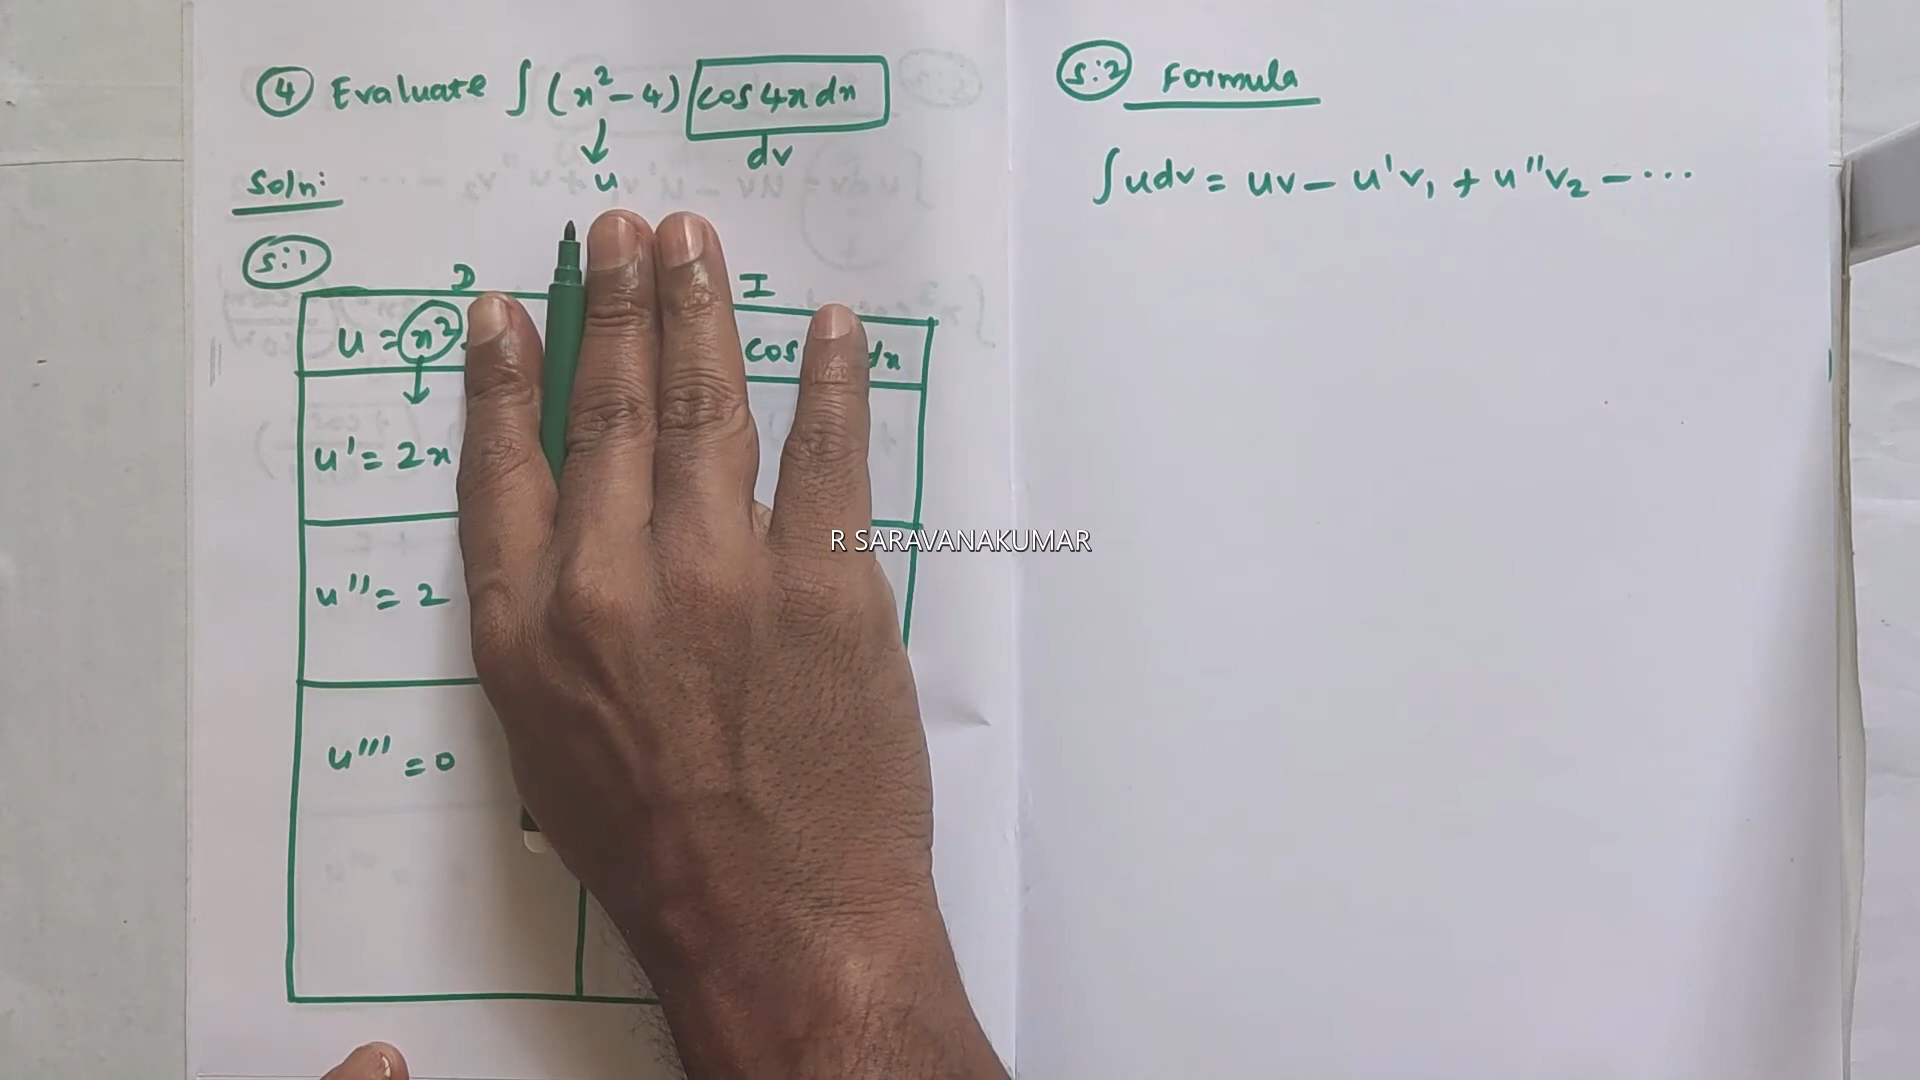 ④ Evaluate ∫(x²-4) cos 4x dx
u dv
Soln:
S:1
D I
u = x² cos dx
u' = 2x
u'' = 2
u''' = 0
S:2 Formula
∫udv = uv - u'v₁ + u''v₂ - ...
R SARAVANAKUMAR